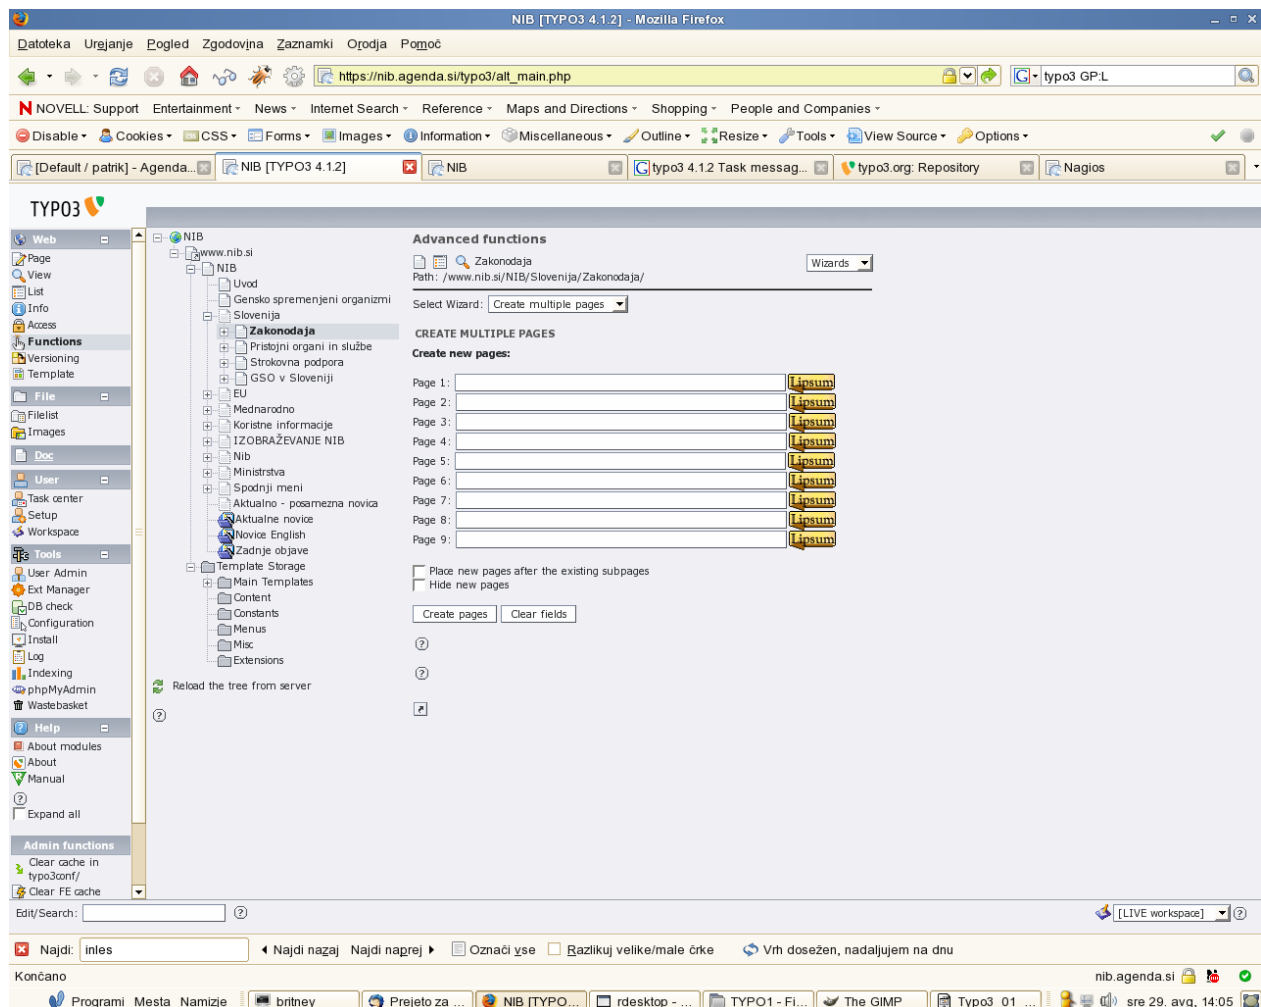 NIB [TYPO3 4.1.2] - Mozilla Firefox
Datoteka Urejanje Pogled Zgodovina Zaznamki Orodja Pomoč
https://nib.agenda.si/typo3/alt_main.php G typo3 GP:L
N NOVELL: Support Entertainment News Internet Search Reference Maps and Directions Shopping People and Companies
Disable Cookies CSS Forms Images Information Miscellaneous Outline Resize Tools View Source Options
[Default / patrik] - Agenda... NIB [TYPO3 4.1.2] NIB G typo3 4.1.2 Task messag... typo3.org: Repository Nagios
TYPO3
Web
Page
View
List
Info
Access
Functions
Versioning
Template
File
Filelist
Images
Doc
User
Task center
Setup
Workspace
Tools
User Admin
Ext Manager
DB check
Configuration
Install
Log
Indexing
phpMyAdmin
Wastebasket
Help
About modules
About
Manual
Expand all
Admin functions
Clear cache in
typo3conf/
Clear FE cache
NIB
www.nib.si
NIB
Uvod
Gensko spremenjeni organizmi
Slovenija
Zakonodaja
Pristojni organi in službe
Strokovna podpora
GSO v Sloveniji
EU
Mednarodno
Koristne informacije
IZOBRAŽEVANJE NIB
Nib
Ministrstva
Spodnji meni
Aktualno - posamezna novica
Aktualne novice
Novice English
Zadnje objave
Template Storage
Main Templates
Content
Constants
Menus
Misc
Extensions
Reload the tree from server
Advanced functions
Zakonodaja Wizards
Path: /www.nib.si/NIB/Slovenija/Zakonodaja/
Select Wizard: Create multiple pages
CREATE MULTIPLE PAGES
Create new pages:
Page 1: Lipsum
Page 2: Lipsum
Page 3: Lipsum
Page 4: Lipsum
Page 5: Lipsum
Page 6: Lipsum
Page 7: Lipsum
Page 8: Lipsum
Page 9: Lipsum
Place new pages after the existing subpages
Hide new pages
Create pages Clear fields
Edit/Search: [LIVE workspace]
Najdi: inles Najdi nazaj Najdi naprej Označi vse Razlikuj velike/male črke Vrh dosežen, nadaljujem na dnu
Končano nib.agenda.si
Programi Mesta Namizje britney Prejeto za ... NIB [TYPO... rdesktop - ... TYPO1 - Fi... The GIMP Typo3_01_... sre 29. avg, 14:05